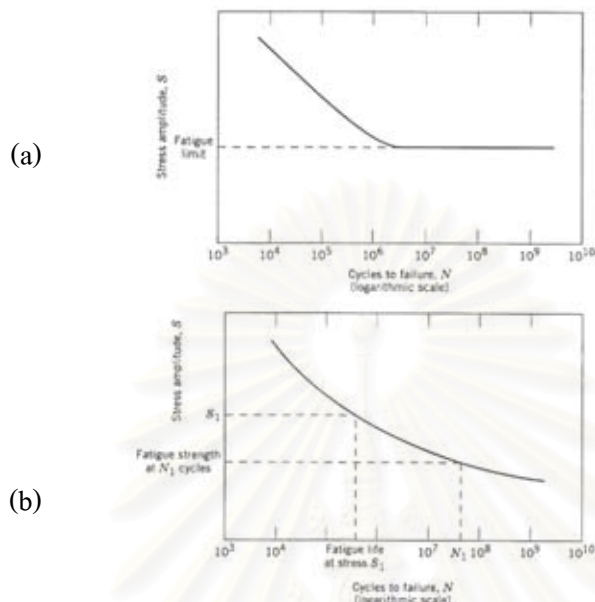 (a)
Stress amplitude, S
Fatigue
limit
10³ 10⁴ 10⁵ 10⁶ 10⁷ 10⁸ 10⁹ 10¹⁰
Cycles to failure, N
(logarithmic scale)
(b)
Stress amplitude, S
S₁
Fatigue strength
at N₁ cycles
10³ 10⁴ 10⁷ N₁ 10⁸ 10⁹ 10¹⁰
Fatigue life
at stress S₁
Cycles to failure, N
(logarithmic scale)